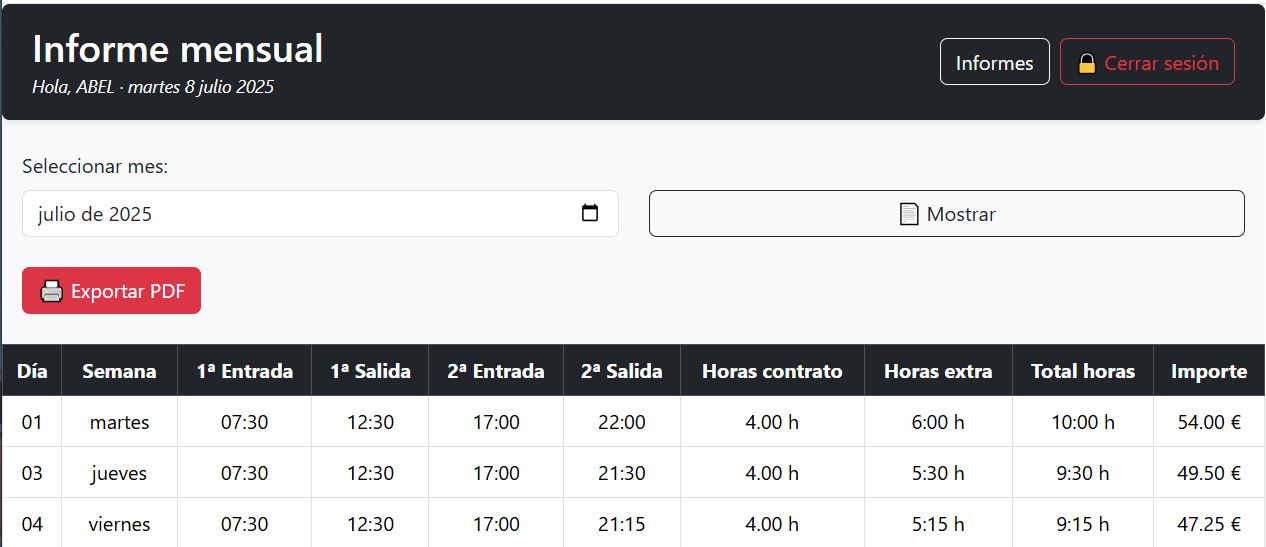 Informe mensual
Hola, ABEL · martes 8 julio 2025
Informes
Cerrar sesión
Seleccionar mes:
julio de 2025
Mostrar
Exportar PDF
Día Semana 1ª Entrada 1ª Salida 2ª Entrada 2ª Salida Horas contrato Horas extra Total horas Importe
01 martes 07:30 12:30 17:00 22:00 4.00 h 6:00 h 10:00 h 54.00 €
03 jueves 07:30 12:30 17:00 21:30 4.00 h 5:30 h 9:30 h 49.50 €
04 viernes 07:30 12:30 17:00 21:15 4.00 h 5:15 h 9:15 h 47.25 €